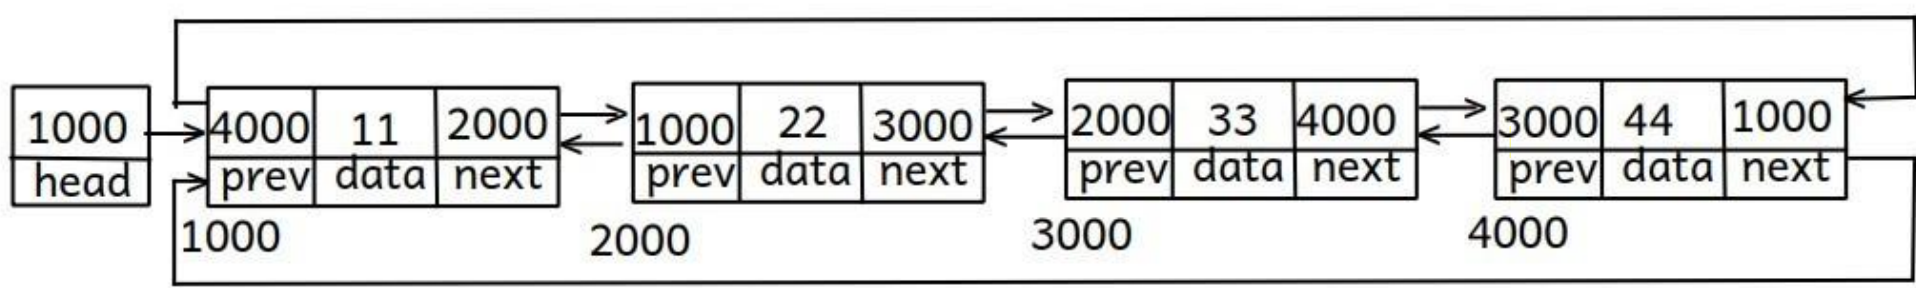 1000 4000 11 2000 1000 22 3000 2000 33 4000 3000 44 1000
head prev data next prev data next prev data next prev data next
1000 2000 3000 4000